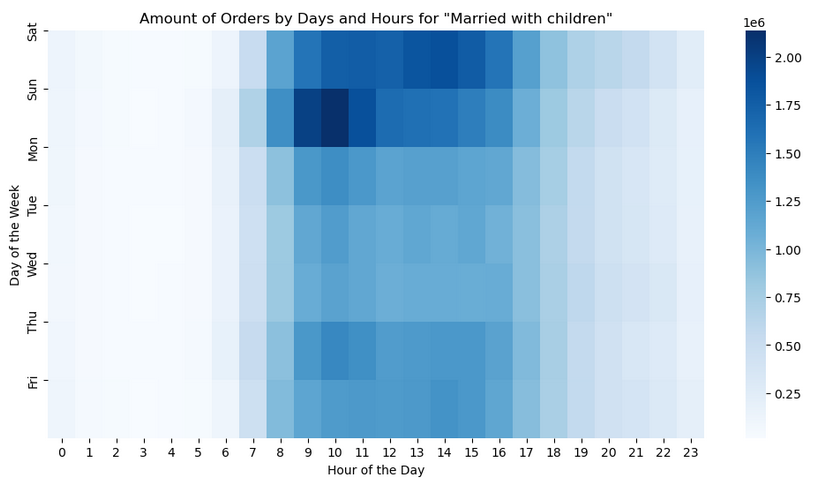 Amount of Orders by Days and Hours for "Married with children"
1e6
Sat
Sun
Mon
Tue
Wed
Thu
Fri
Day of the Week
0 1 2 3 4 5 6 7 8 9 10 11 12 13 14 15 16 17 18 19 20 21 22 23
Hour of the Day
2.00
1.75
1.50
1.25
1.00
0.75
0.50
0.25